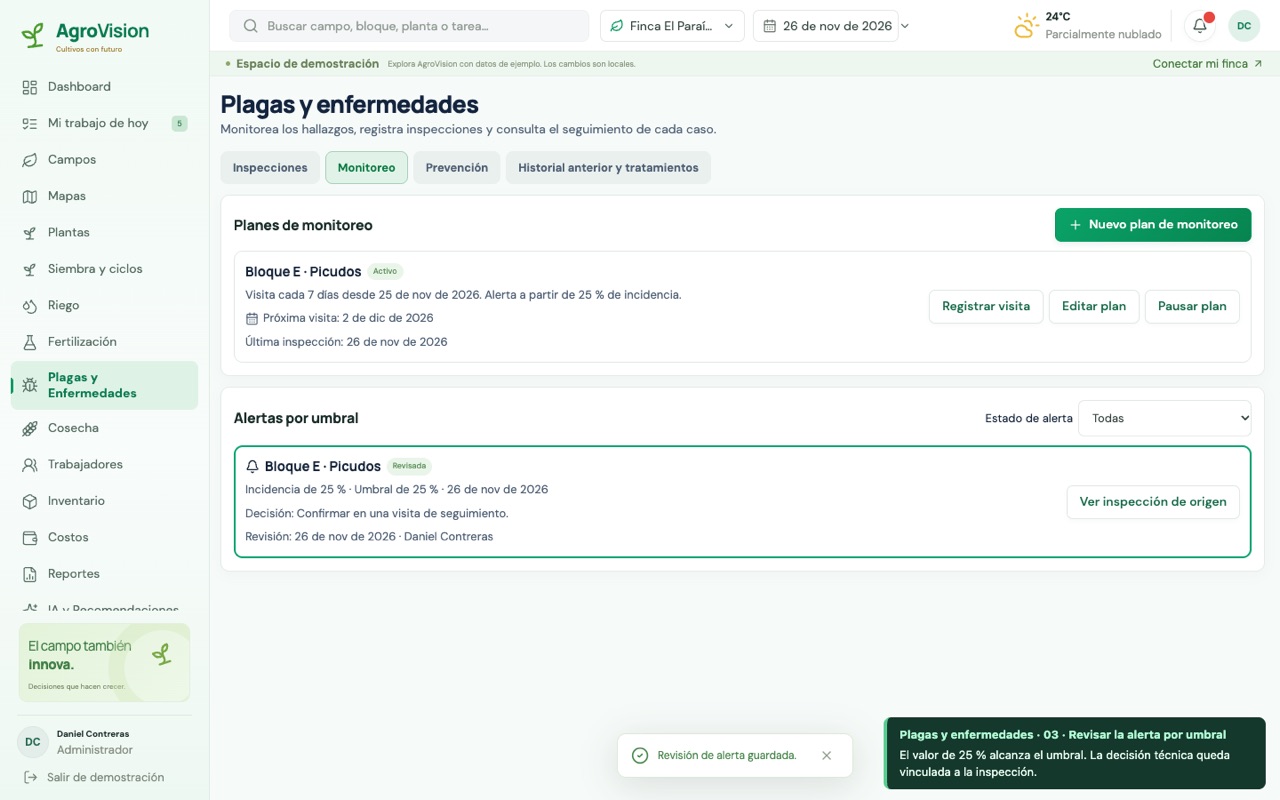 AgroVision
Cultivos con futuro
Dashboard
Mi trabajo de hoy 5
Campos
Mapas
Plantas
Siembra y ciclos
Riego
Fertilización
Plagas y
Enfermedades
Cosecha
Trabajadores
Inventario
Costos
Reportes
IA y Recomendaciones
El campo también
innova.
Decisiones que hacen crecer.
DC
Daniel Contreras
Administrador
Salir de demostración
Buscar campo, bloque, planta o tarea...
Finca El Paraí...
26 de nov de 2026
24°C
Parcialmente nublado
DC
Espacio de demostración Explora AgroVision con datos de ejemplo. Los cambios son locales.
Conectar mi finca
Plagas y enfermedades
Monitorea los hallazgos, registra inspecciones y consulta el seguimiento de cada caso.
Inspecciones Monitoreo Prevención Historial anterior y tratamientos
Planes de monitoreo
Nuevo plan de monitoreo
Bloque E · Picudos Activo
Visita cada 7 días desde 25 de nov de 2026. Alerta a partir de 25 % de incidencia.
Próxima visita: 2 de dic de 2026
Última inspección: 26 de nov de 2026
Registrar visita Editar plan Pausar plan
Alertas por umbral
Estado de alerta Todas
Bloque E · Picudos Revisada
Incidencia de 25 % · Umbral de 25 % · 26 de nov de 2026
Decisión: Confirmar en una visita de seguimiento.
Revisión: 26 de nov de 2026 · Daniel Contreras
Ver inspección de origen
Revisión de alerta guardada.
Plagas y enfermedades · 03 · Revisar la alerta por umbral
El valor de 25 % alcanza el umbral. La decisión técnica queda
vinculada a la inspección.